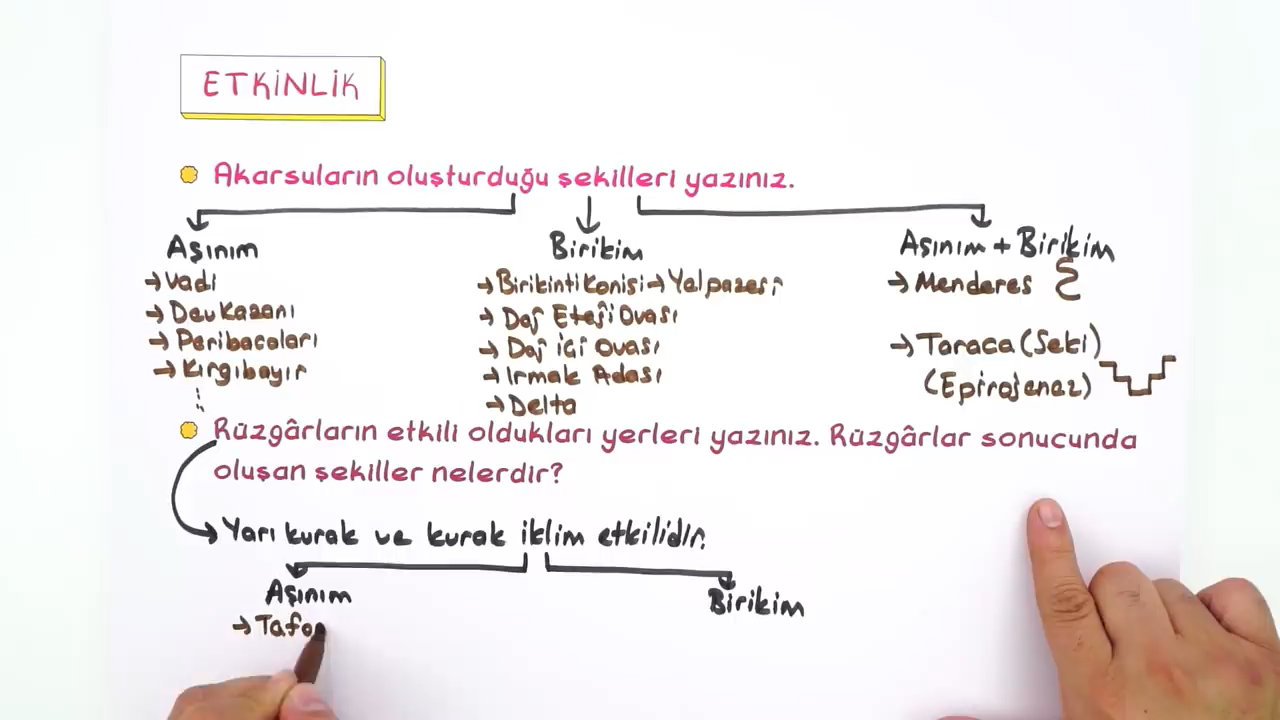 ETKİNLİK
Akarsuların oluşturduğu şekilleri yazınız.
Aşınım
→ Vadi
→ Dev Kazanı
→ Peribacaları
→ Kırgıbayır
Birikim
→ Birikinti Konisi → Yelpazesi
→ Dağ Eteği Ovası
→ Dağ içi Ovası
→ Irmak Adası
→ Delta
Aşınım + Birikim
→ Menderes
→ Taraca (Seki)
(Epirojenez)
Rüzgârların etkili oldukları yerleri yazınız. Rüzgârlar sonucunda
oluşan şekiller nelerdir?
→ Yarı kurak ve kurak iklim etkilidir.
Aşınım
→ Tafo
Birikim